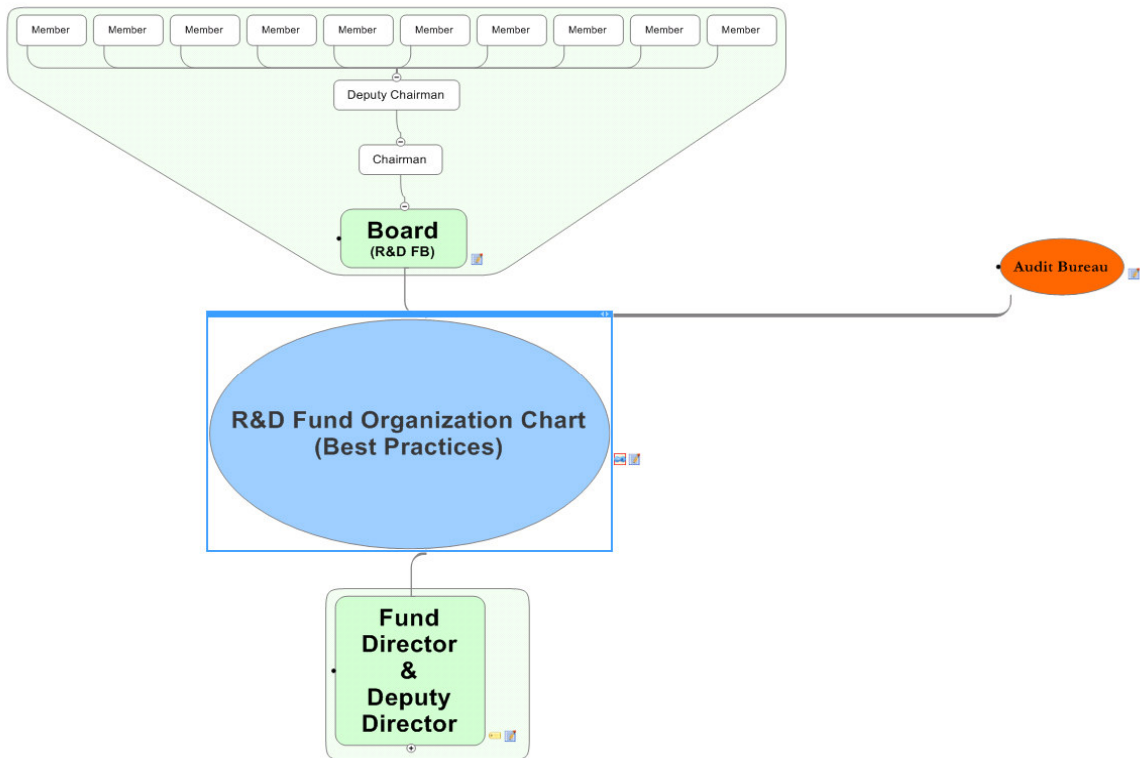 Member Member Member Member Member Member Member Member Member Member
Deputy Chairman
Chairman
Board
(R&D FB)
Audit Bureau
R&D Fund Organization Chart
(Best Practices)
Fund
Director
&
Deputy
Director